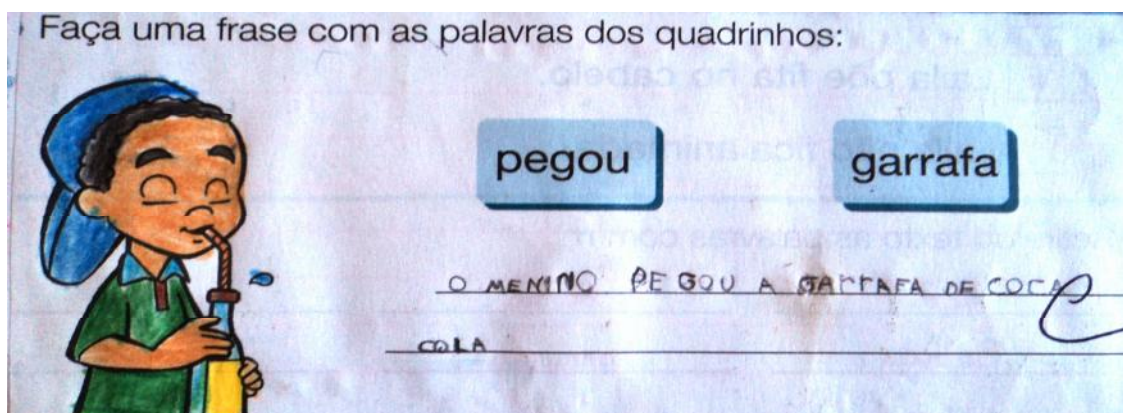 Faça uma frase com as palavras dos quadrinhos:
pegou garrafa
O MENINO PEGOU A GARRAFA DE COCA
COLA